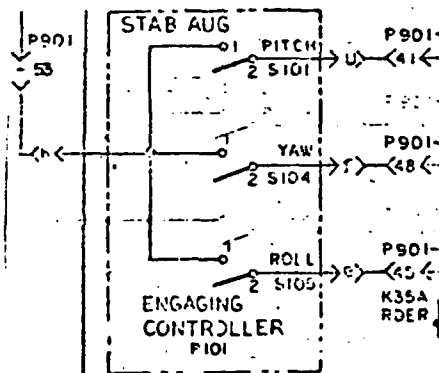 P901
53
STAB AUG
1 PITCH
2 S101
U
P901-
41
h
1 YAW
2 S104
P901-
48
1 ROLL
2 S105
P901-
45
K35A
RDER
ENGAGING
CONTROLLER
P101